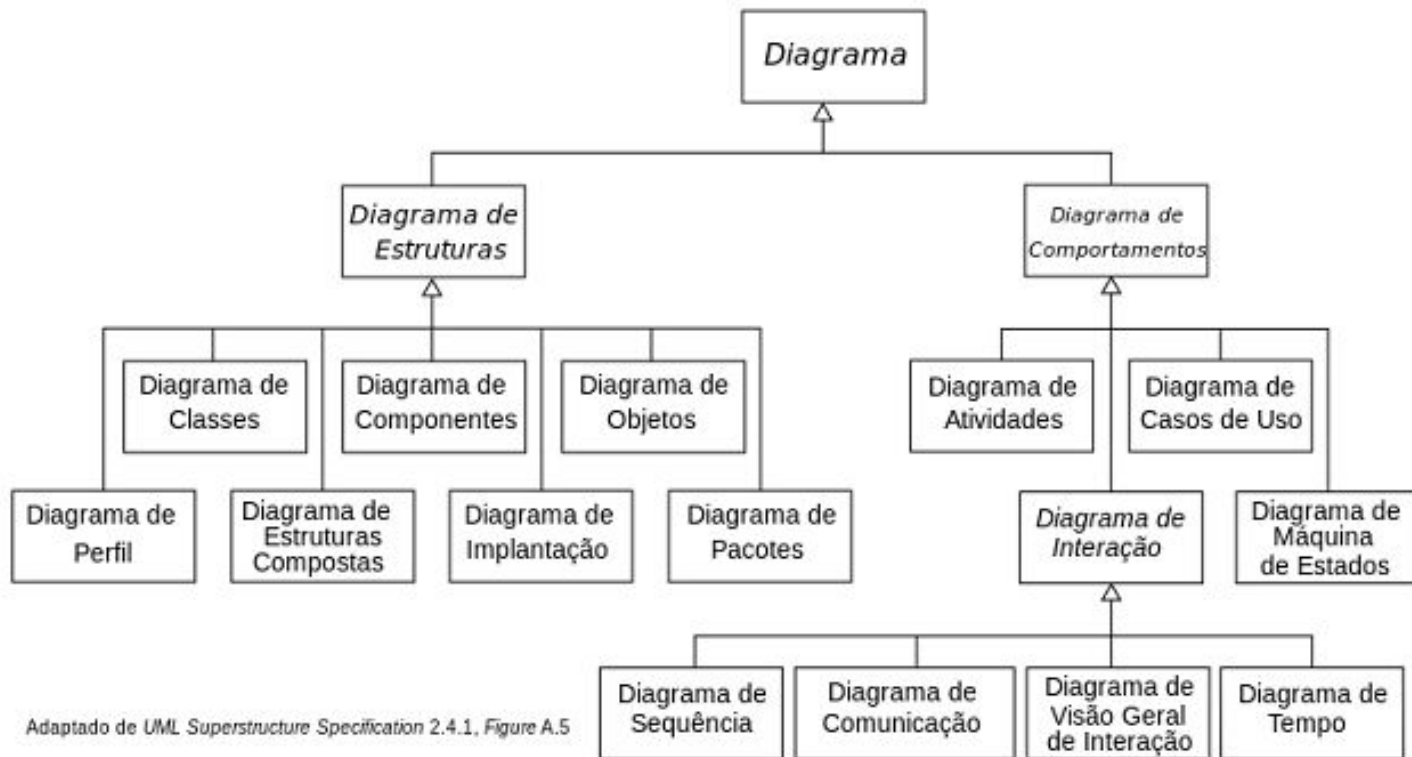 Diagrama
Diagrama de
Estruturas
Diagrama de
Comportamentos
Diagrama de
Classes
Diagrama de
Componentes
Diagrama de
Objetos
Diagrama de
Atividades
Diagrama de
Casos de Uso
Diagrama de
Perfil
Diagrama de
Estruturas
Compostas
Diagrama de
Implantação
Diagrama de
Pacotes
Diagrama de
Interação
Diagrama de
Máquina
de Estados
Diagrama de
Sequência
Diagrama de
Comunicação
Diagrama de
Visão Geral
de Interação
Diagrama de
Tempo
Adaptado de UML Superstructure Specification 2.4.1, Figure A.5